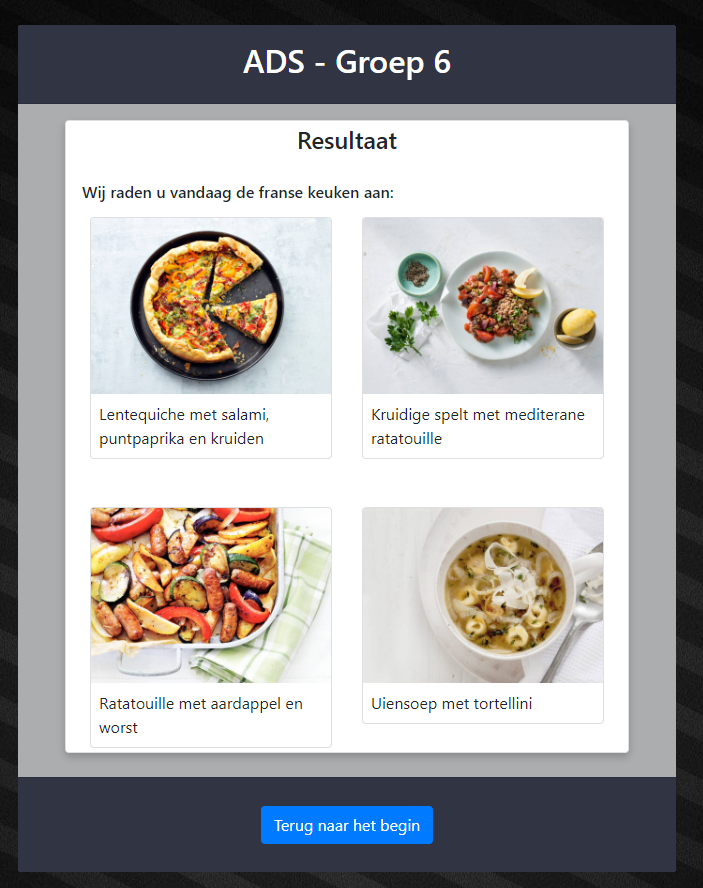 ADS - Groep 6
Resultaat
Wij raden u vandaag de franse keuken aan:
Lentequiche met salami,
puntpaprika en kruiden
Kruidige spelt met mediterane
ratatouille
Ratatouille met aardappel en
worst
Uiensoep met tortellini
Terug naar het begin